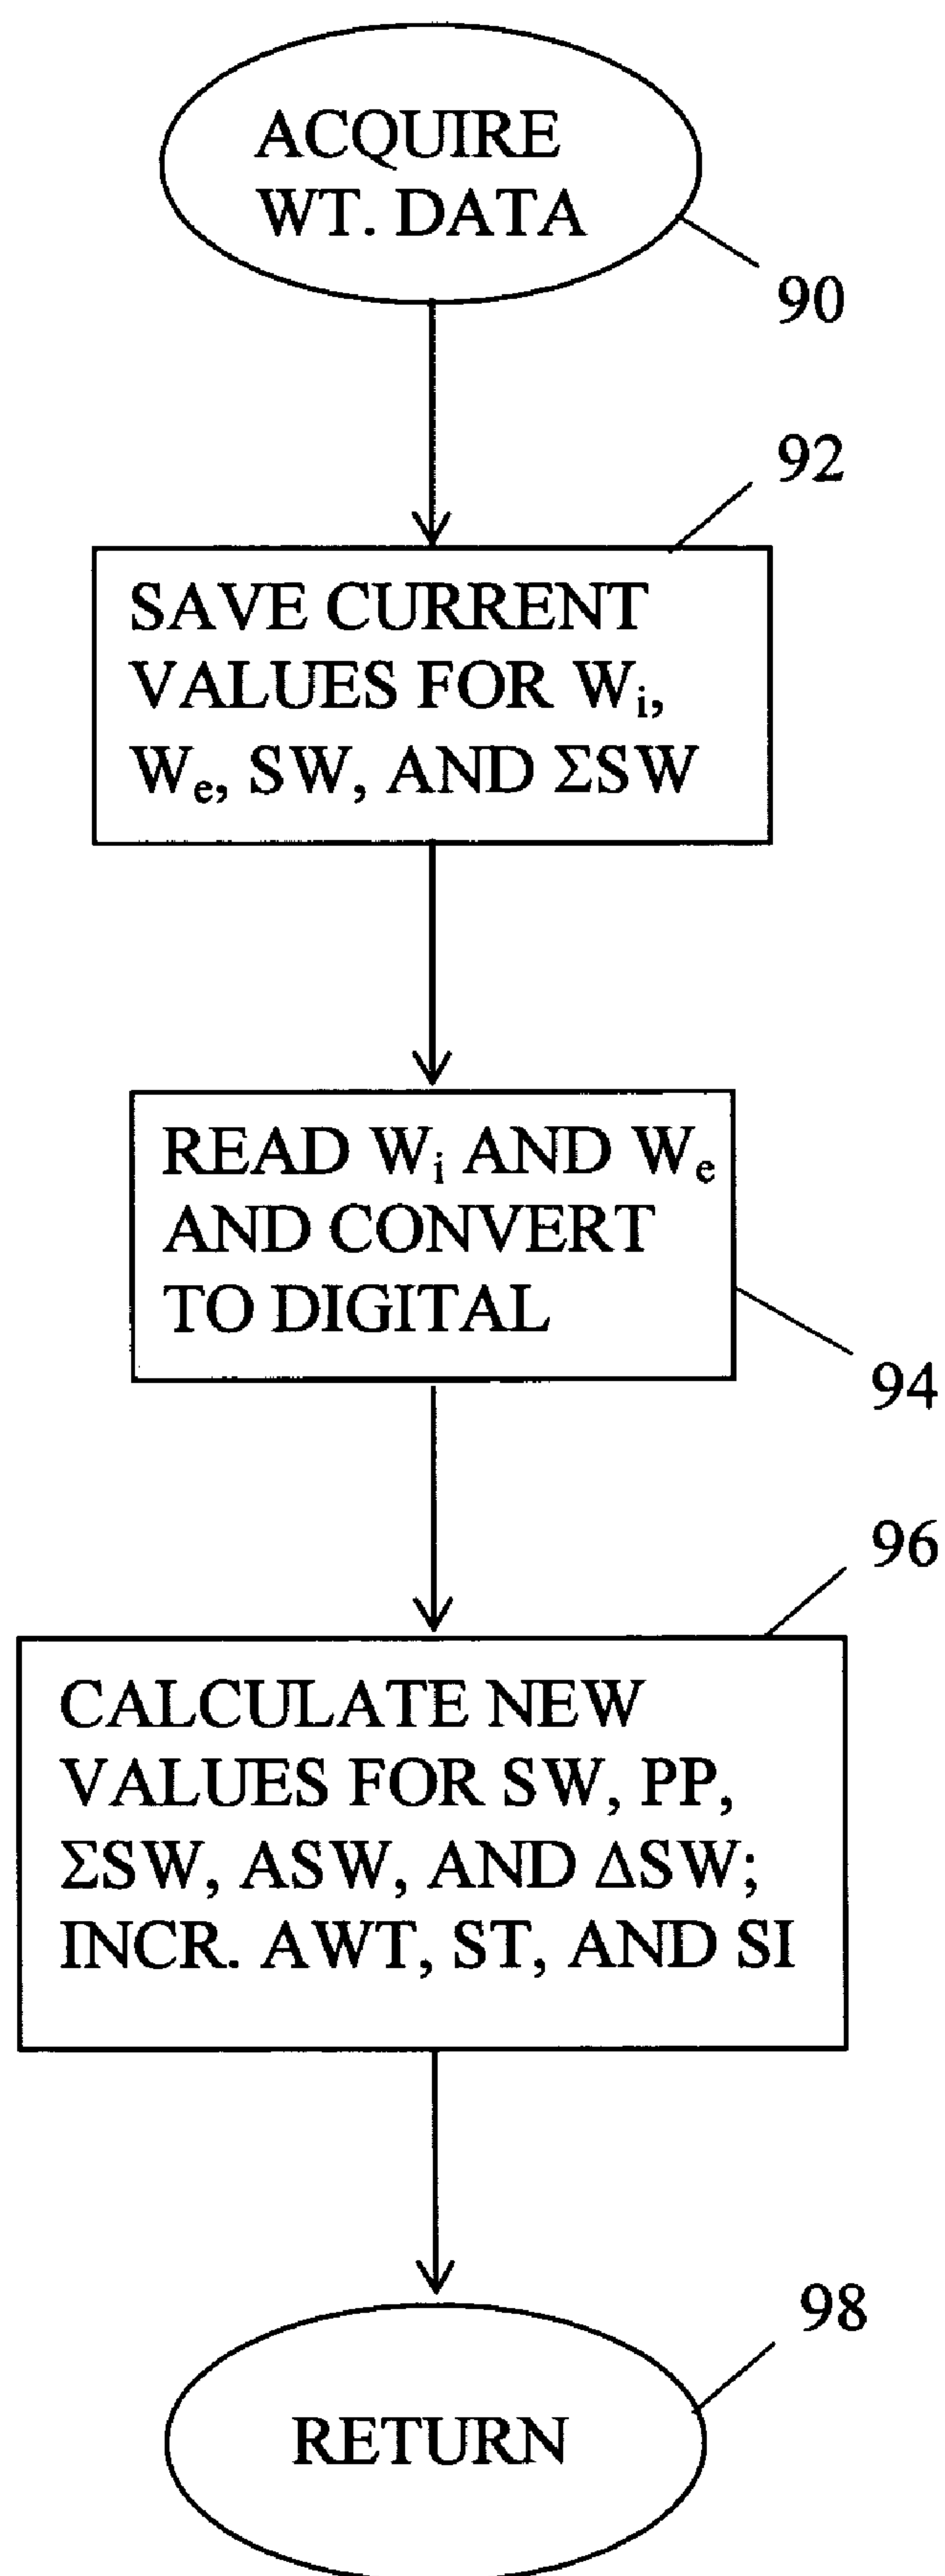 ACQUIRE
WT. DATA
90
92
SAVE CURRENT
VALUES FOR Wᵢ,
Wₑ, SW, AND ΣSW
READ Wᵢ AND Wₑ
AND CONVERT
TO DIGITAL
94
96
CALCULATE NEW
VALUES FOR SW, PP,
ΣSW, ASW, AND ΔSW;
INCR. AWT, ST, AND SI
98
RETURN